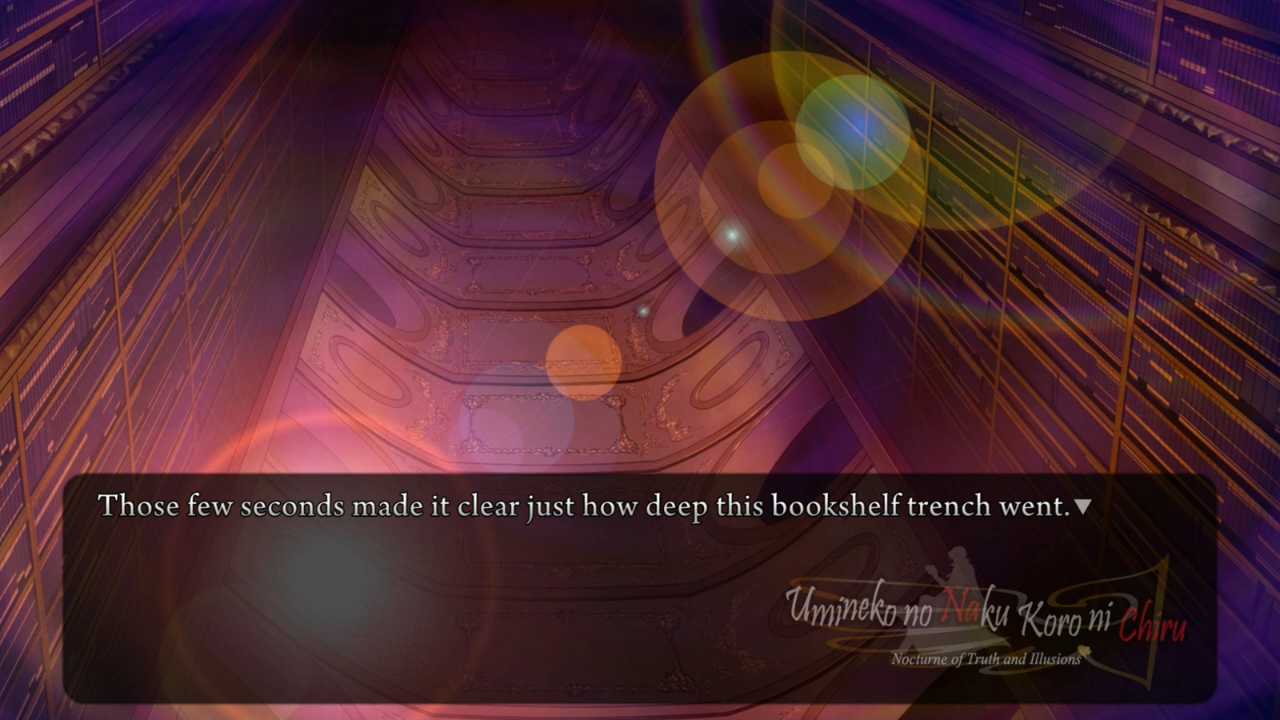 Those few seconds made it clear just how deep this bookshelf trench went.
Umineko no Naku Koro ni Chiru
Nocturne of Truth and Illusions